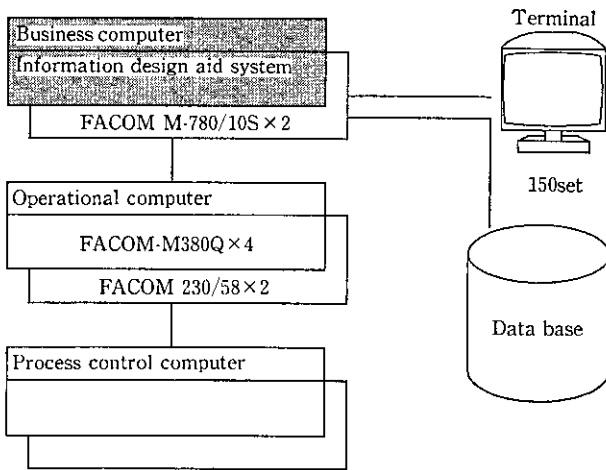 Business computer
Information design aid system
FACOM M-780/10S×2
Terminal
150set
Operational computer
FACOM-M380Q×4
FACOM 230/58×2
Data base
Process control computer